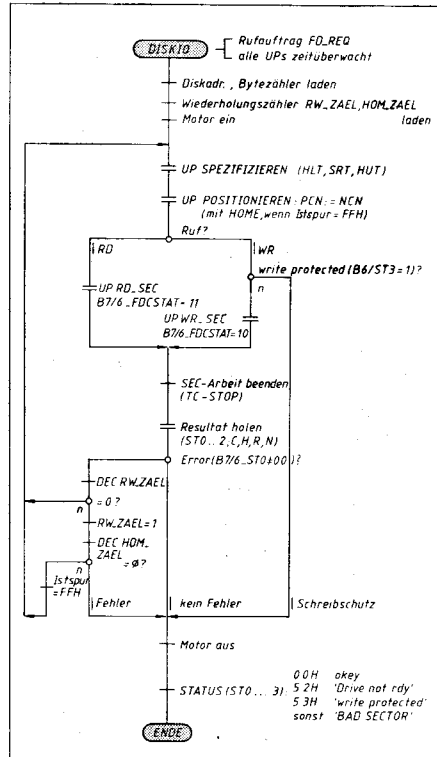 DISKIO
Rufauftrag FD_REQ
alle UPs zeitüberwacht
Diskadr., Bytezähler laden
Wiederholungszähler RW_ZAEL, HOM_ZAEL
Motor ein laden
UP SPEZIFIZIEREN (HLT, SRT, HUT)
UP POSITIONIEREN: PCN: = NCN
(mit HOME, wenn Istspur = FFH)
Ruf?
RD
WR
write protected (B6/ST3=1)?
n
UP RD_SEC
B7/6_FDCSTAT=11
UP WR_SEC
B7/6_FDCSTAT=10
SEC-Arbeit beenden
(TC-STOP)
Resultat holen
(ST0..2,C,H,R,N)
Error (B7/6_ST0≠00)?
DEC RW_ZAEL
n = 0?
RW_ZAEL=1
DEC HOM_
ZAEL
n = Ø?
Istspur
=FFH
Fehler
kein Fehler
Schreibschutz
Motor aus
STATUS (ST0...3):
00H okey
52H 'Drive not rdy'
53H 'write protected'
sonst 'BAD SECTOR'
ENDE